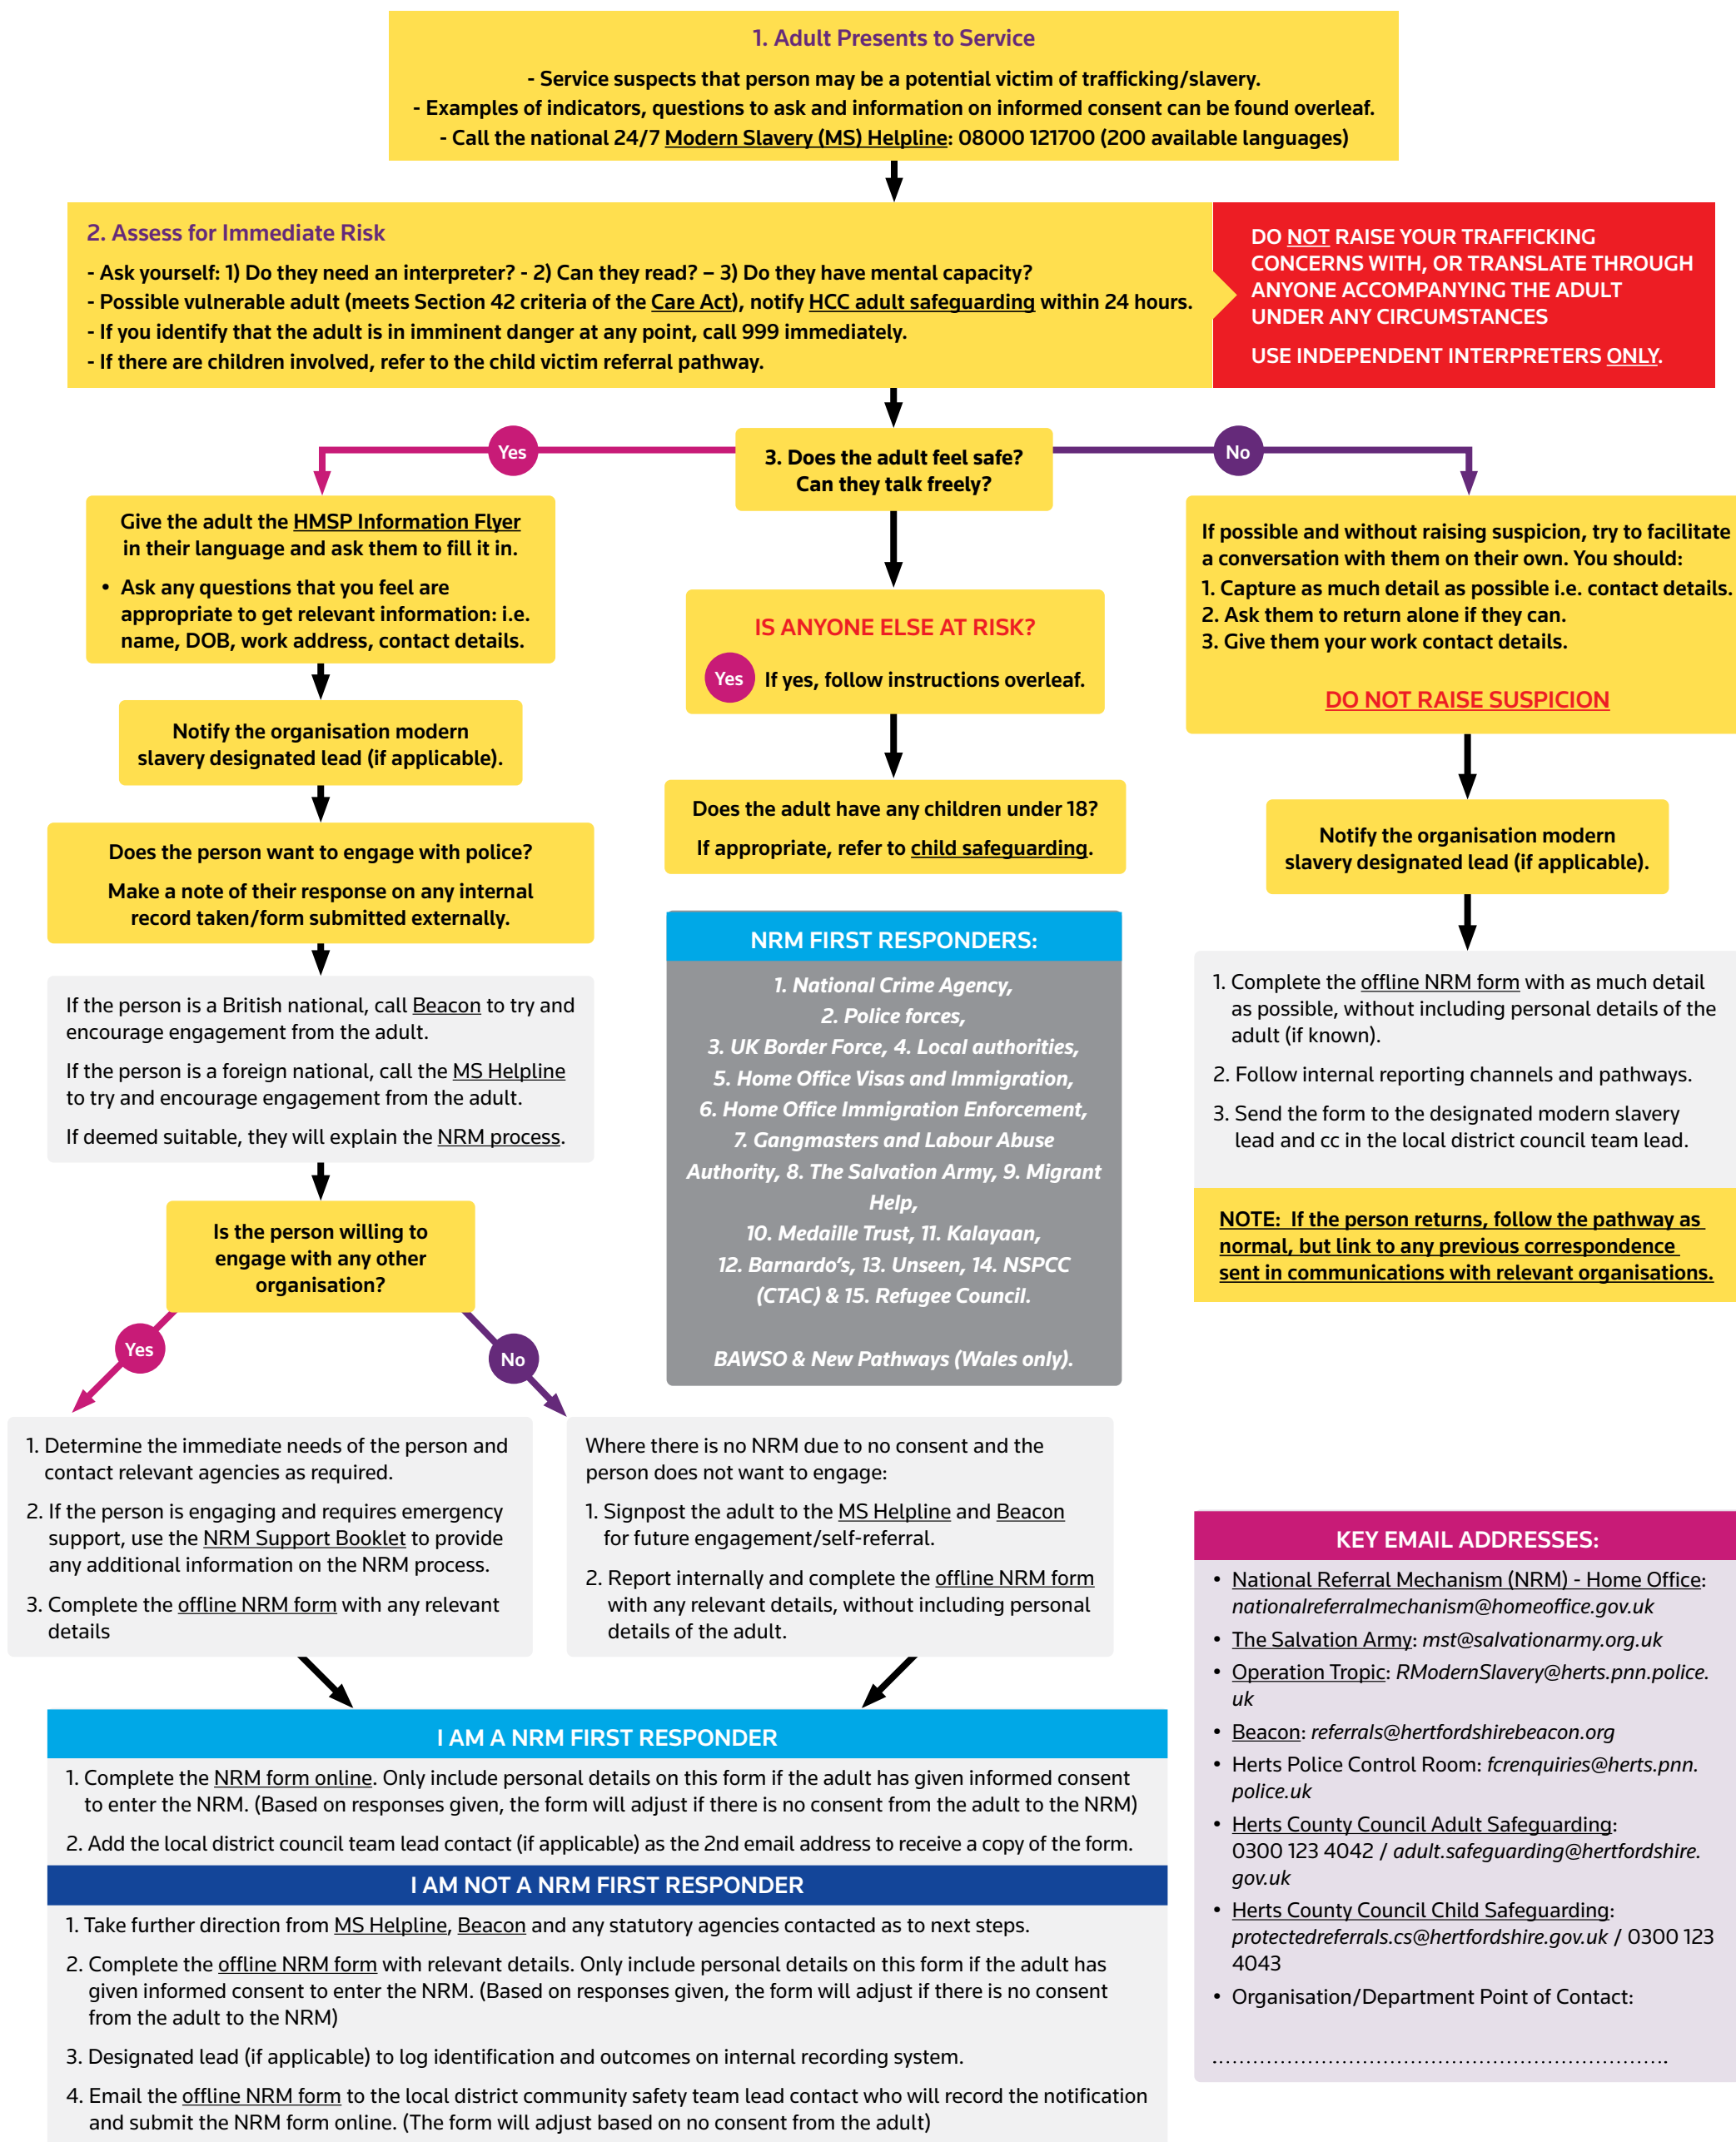 1. Adult Presents to Service
- Service suspects that person may be a potential victim of trafficking/slavery.
- Examples of indicators, questions to ask and information on informed consent can be found overleaf.
- Call the national 24/7 Modern Slavery (MS) Helpline: 08000 121700 (200 available languages)
2. Assess for Immediate Risk
- Ask yourself: 1) Do they need an interpreter? - 2) Can they read? – 3) Do they have mental capacity?
- Possible vulnerable adult (meets Section 42 criteria of the Care Act), notify HCC adult safeguarding within 24 hours.
- If you identify that the adult is in imminent danger at any point, call 999 immediately.
- If there are children involved, refer to the child victim referral pathway.
DO NOT RAISE YOUR TRAFFICKING
CONCERNS WITH, OR TRANSLATE THROUGH
ANYONE ACCOMPANYING THE ADULT
UNDER ANY CIRCUMSTANCES
USE INDEPENDENT INTERPRETERS ONLY.
3. Does the adult feel safe?
Can they talk freely?
Yes
No
Give the adult the HMSP Information Flyer
in their language and ask them to fill it in.
• Ask any questions that you feel are
appropriate to get relevant information: i.e.
name, DOB, work address, contact details.
Notify the organisation modern
slavery designated lead (if applicable).
Does the person want to engage with police?
Make a note of their response on any internal
record taken/form submitted externally.
If the person is a British national, call Beacon to try and
encourage engagement from the adult.
If the person is a foreign national, call the MS Helpline
to try and encourage engagement from the adult.
If deemed suitable, they will explain the NRM process.
Is the person willing to
engage with any other
organisation?
Yes
No
1. Determine the immediate needs of the person and
contact relevant agencies as required.
2. If the person is engaging and requires emergency
support, use the NRM Support Booklet to provide
any additional information on the NRM process.
3. Complete the offline NRM form with any relevant
details
Where there is no NRM due to no consent and the
person does not want to engage:
1. Signpost the adult to the MS Helpline and Beacon
for future engagement/self-referral.
2. Report internally and complete the offline NRM form
with any relevant details, without including personal
details of the adult.
IS ANYONE ELSE AT RISK?
Yes
If yes, follow instructions overleaf.
Does the adult have any children under 18?
If appropriate, refer to child safeguarding.
NRM FIRST RESPONDERS:
1. National Crime Agency,
2. Police forces,
3. UK Border Force, 4. Local authorities,
5. Home Office Visas and Immigration,
6. Home Office Immigration Enforcement,
7. Gangmasters and Labour Abuse
Authority, 8. The Salvation Army, 9. Migrant
Help,
10. Medaille Trust, 11. Kalayaan,
12. Barnardo's, 13. Unseen, 14. NSPCC
(CTAC) & 15. Refugee Council.
BAWSO & New Pathways (Wales only).
If possible and without raising suspicion, try to facilitate
a conversation with them on their own. You should:
1. Capture as much detail as possible i.e. contact details.
2. Ask them to return alone if they can.
3. Give them your work contact details.
DO NOT RAISE SUSPICION
Notify the organisation modern
slavery designated lead (if applicable).
1. Complete the offline NRM form with as much detail
as possible, without including personal details of the
adult (if known).
2. Follow internal reporting channels and pathways.
3. Send the form to the designated modern slavery
lead and cc in the local district council team lead.
NOTE: If the person returns, follow the pathway as
normal, but link to any previous correspondence
sent in communications with relevant organisations.
I AM A NRM FIRST RESPONDER
1. Complete the NRM form online. Only include personal details on this form if the adult has given informed consent
to enter the NRM. (Based on responses given, the form will adjust if there is no consent from the adult to the NRM)
2. Add the local district council team lead contact (if applicable) as the 2nd email address to receive a copy of the form.
I AM NOT A NRM FIRST RESPONDER
1. Take further direction from MS Helpline, Beacon and any statutory agencies contacted as to next steps.
2. Complete the offline NRM form with relevant details. Only include personal details on this form if the adult has
given informed consent to enter the NRM. (Based on responses given, the form will adjust if there is no consent
from the adult to the NRM)
3. Designated lead (if applicable) to log identification and outcomes on internal recording system.
4. Email the offline NRM form to the local district community safety team lead contact who will record the notification
and submit the NRM form online. (The form will adjust based on no consent from the adult)
KEY EMAIL ADDRESSES:
• National Referral Mechanism (NRM) - Home Office:
nationalreferralmechanism@homeoffice.gov.uk
• The Salvation Army: mst@salvationarmy.org.uk
• Operation Tropic: RModernSlavery@herts.pnn.police.
uk
• Beacon: referrals@hertfordshirebeacon.org
• Herts Police Control Room: fcrenquiries@herts.pnn.
police.uk
• Herts County Council Adult Safeguarding:
0300 123 4042 / adult.safeguarding@hertfordshire.
gov.uk
• Herts County Council Child Safeguarding:
protectedreferrals.cs@hertfordshire.gov.uk / 0300 123
4043
• Organisation/Department Point of Contact:
....................................................................